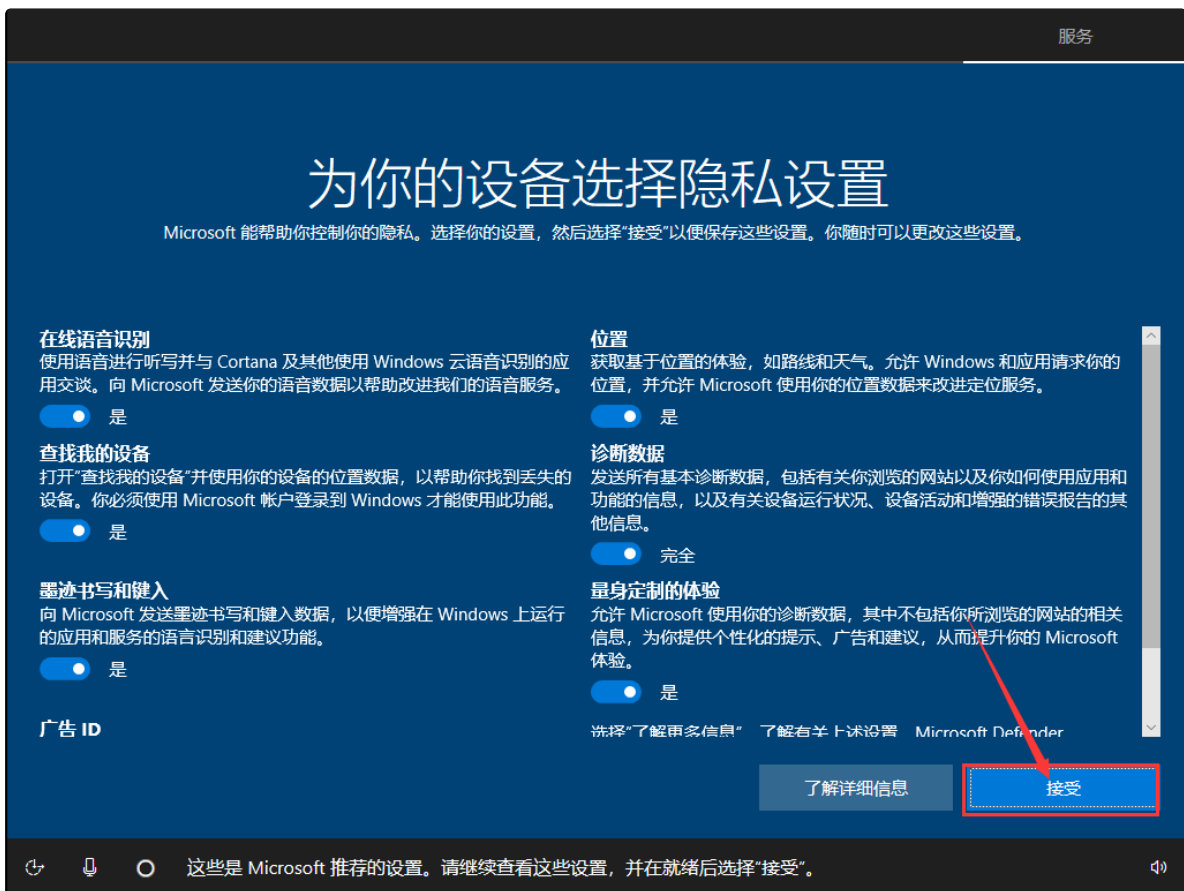 服务
为你的设备选择隐私设置
Microsoft 能帮助你控制你的隐私。选择你的设置，然后选择“接受”以便保存这些设置。你随时可以更改这些设置。
在线语音识别
使用语音进行听写并与 Cortana 及其他使用 Windows 云语音识别的应
用交谈。向 Microsoft 发送你的语音数据以帮助改进我们的语音服务。
是
查找我的设备
打开“查找我的设备”并使用你的设备的位置数据，以帮助你找到丢失的
设备。你必须使用 Microsoft 帐户登录到 Windows 才能使用此功能。
是
墨迹书写和键入
向 Microsoft 发送墨迹书写和键入数据，以便增强在 Windows 上运行
的应用和服务的语言识别和建议功能。
是
广告 ID
位置
获取基于位置的体验，如路线和天气。允许 Windows 和应用请求你的
位置，并允许 Microsoft 使用你的位置数据来改进定位服务。
是
诊断数据
发送所有基本诊断数据，包括有关你浏览的网站以及你如何使用应用和
功能的信息，以及有关设备运行状况、设备活动和增强的错误报告的其
他信息。
完全
量身定制的体验
允许 Microsoft 使用你的诊断数据，其中不包括你所浏览的网站的相关
信息，为你提供个性化的提示、广告和建议，从而提升你的 Microsoft
体验。
是
选择“了解更多信息”，了解有关上述设置、Microsoft Defender
了解详细信息
接受
这些是 Microsoft 推荐的设置。请继续查看这些设置，并在就绪后选择“接受”。